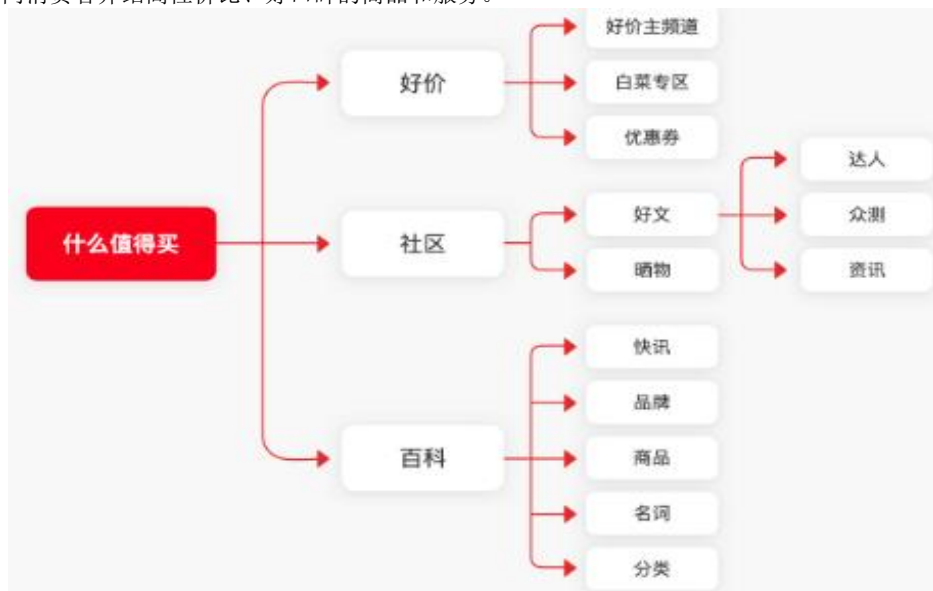 好价主频道
好价
白菜专区
优惠券
达人
什么值得买
社区
好文
众测
晒物
资讯
快讯
品牌
百科
商品
名词
分类